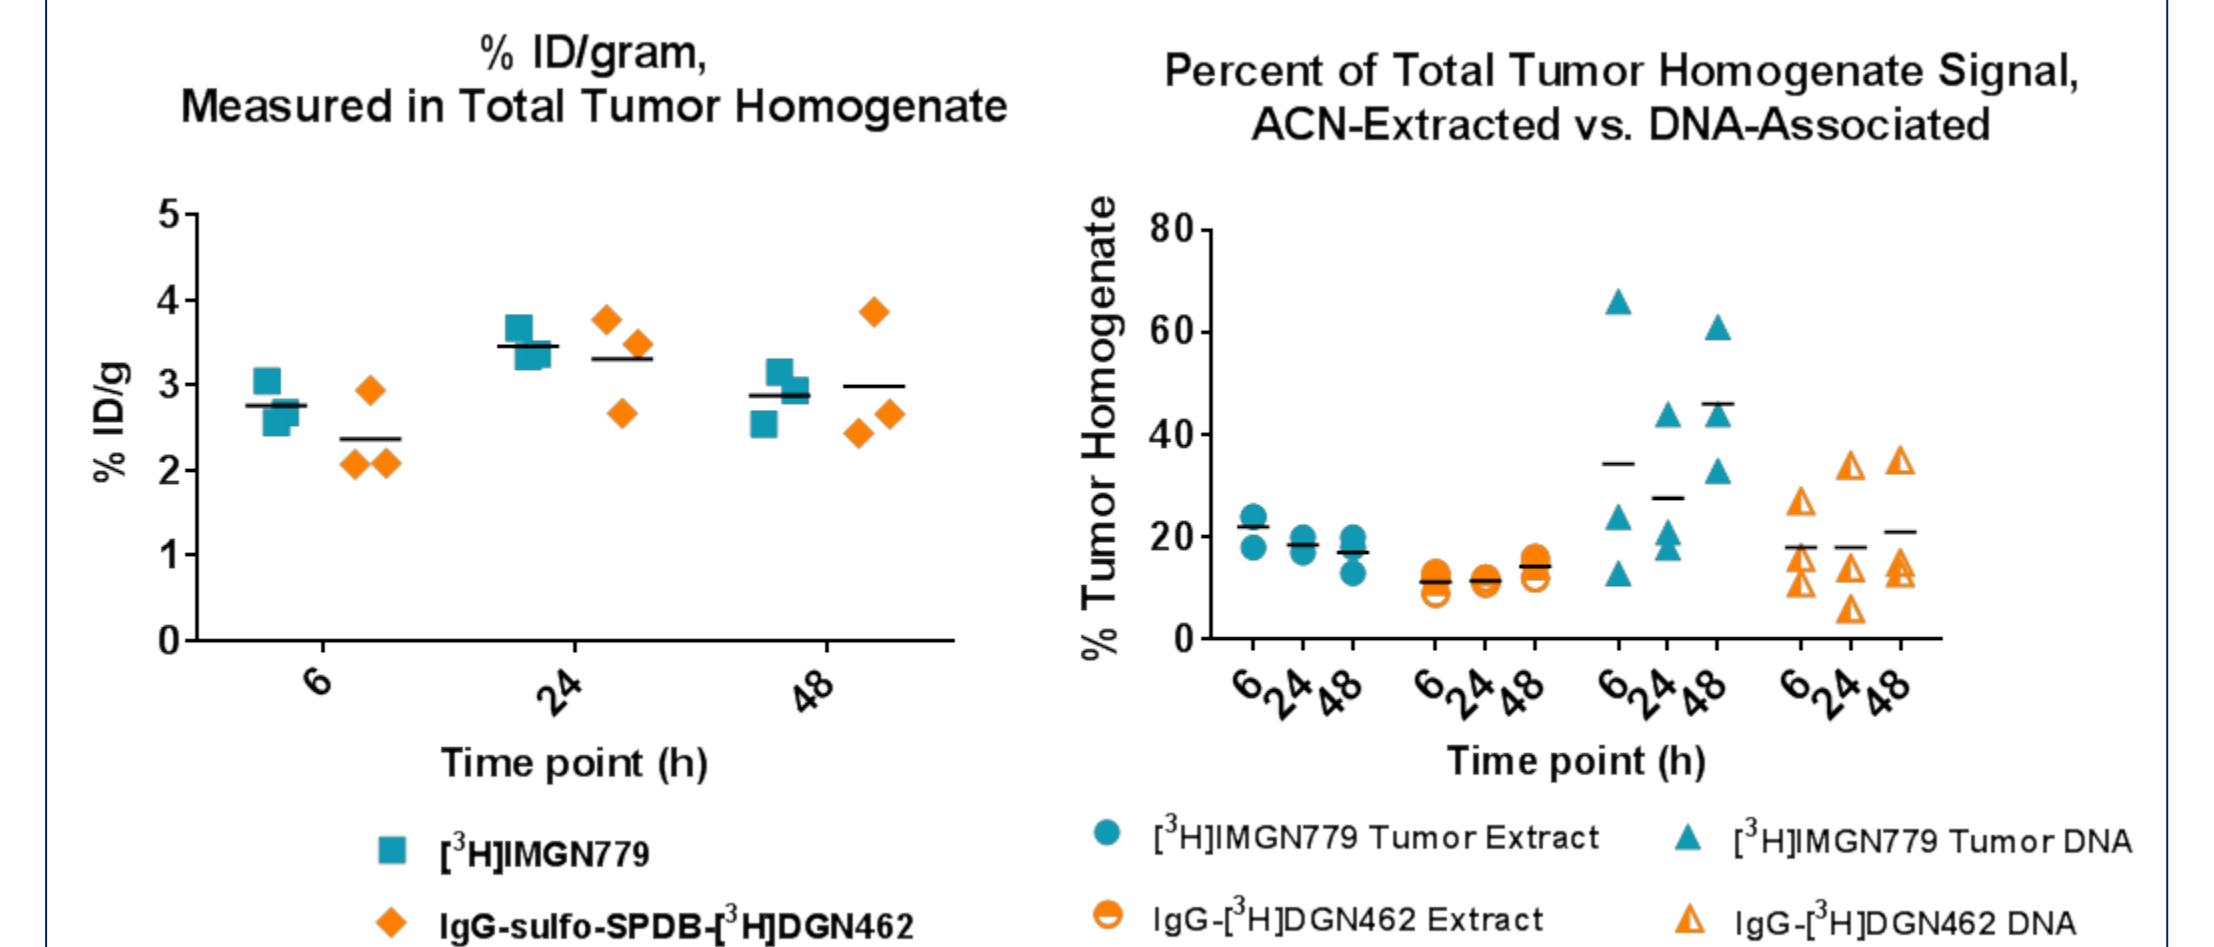 % ID/gram,
Measured in Total Tumor Homogenate
% ID/g
5
4
3
2
1
0
6
24
48
Time point (h)
[³H]IMGN779
IgG-sulfo-SPDB-[³H]DGN462
Percent of Total Tumor Homogenate Signal,
ACN-Extracted vs. DNA-Associated
% Tumor Homogenate
80
60
40
20
0
6 24 48 6 24 48 6 24 48 6 24 48
Time point (h)
[³H]IMGN779 Tumor Extract
[³H]IMGN779 Tumor DNA
IgG-[³H]DGN462 Extract
IgG-[³H]DGN462 DNA